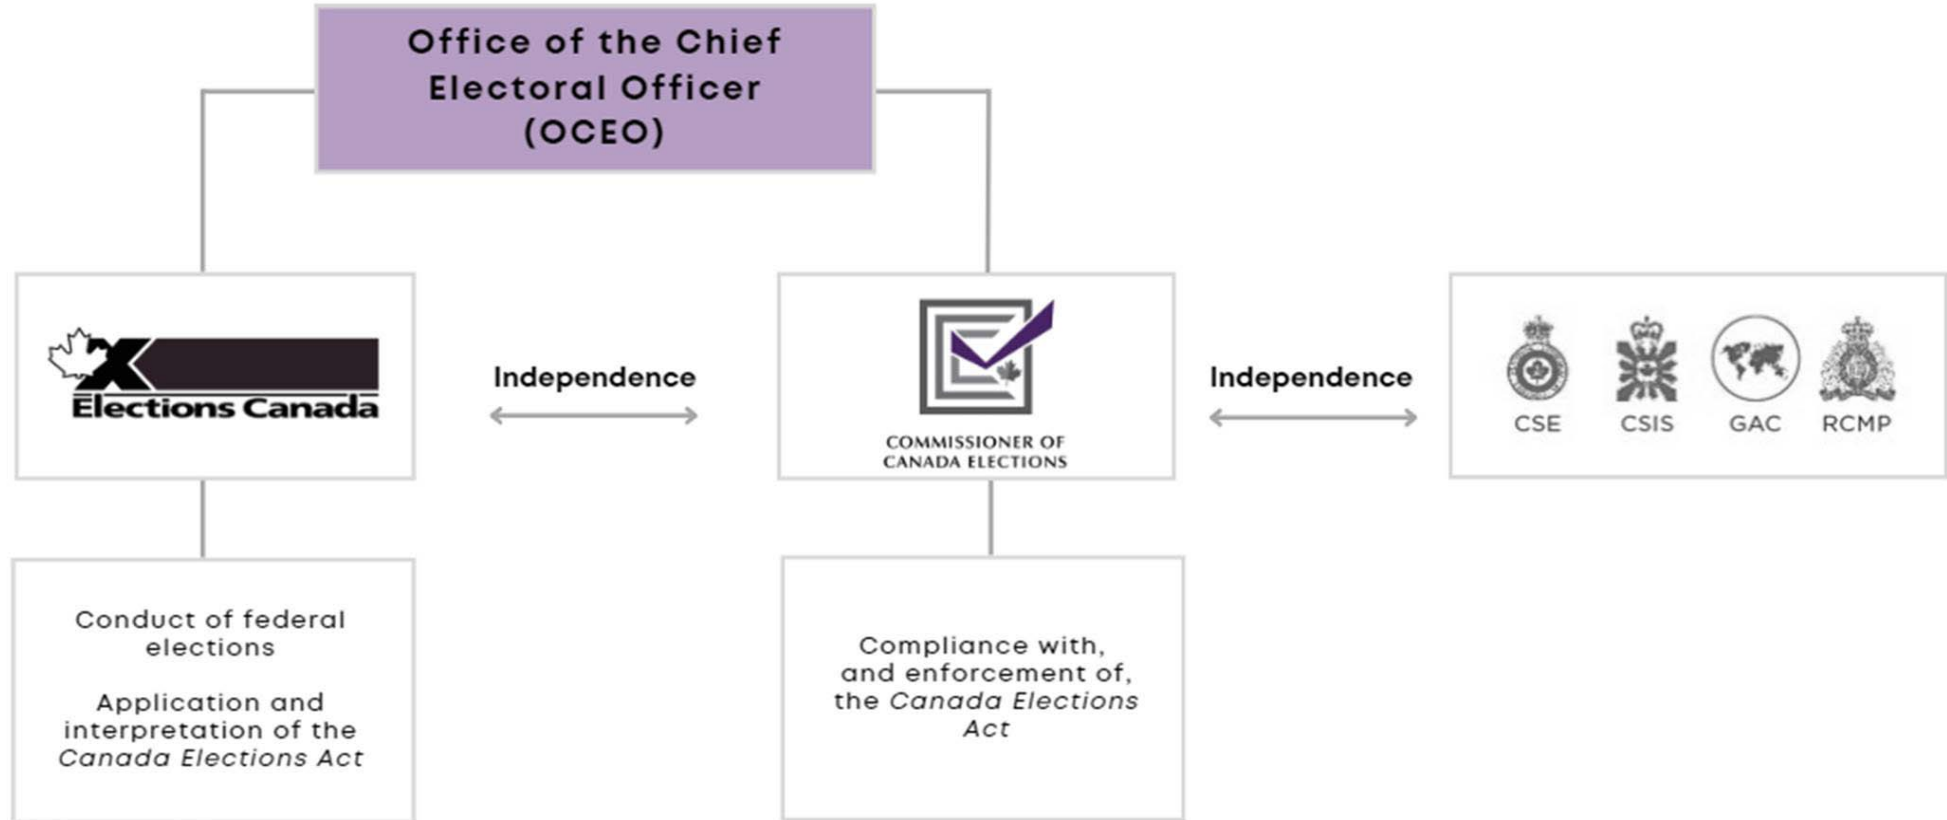 Office of the Chief
Electoral Officer
(OCEO)
Elections Canada
Independence
COMMISSIONER OF
CANADA ELECTIONS
Independence
CSE CSIS GAC RCMP
Conduct of federal
elections
Application and
interpretation of the
Canada Elections Act
Compliance with,
and enforcement of,
the Canada Elections
Act